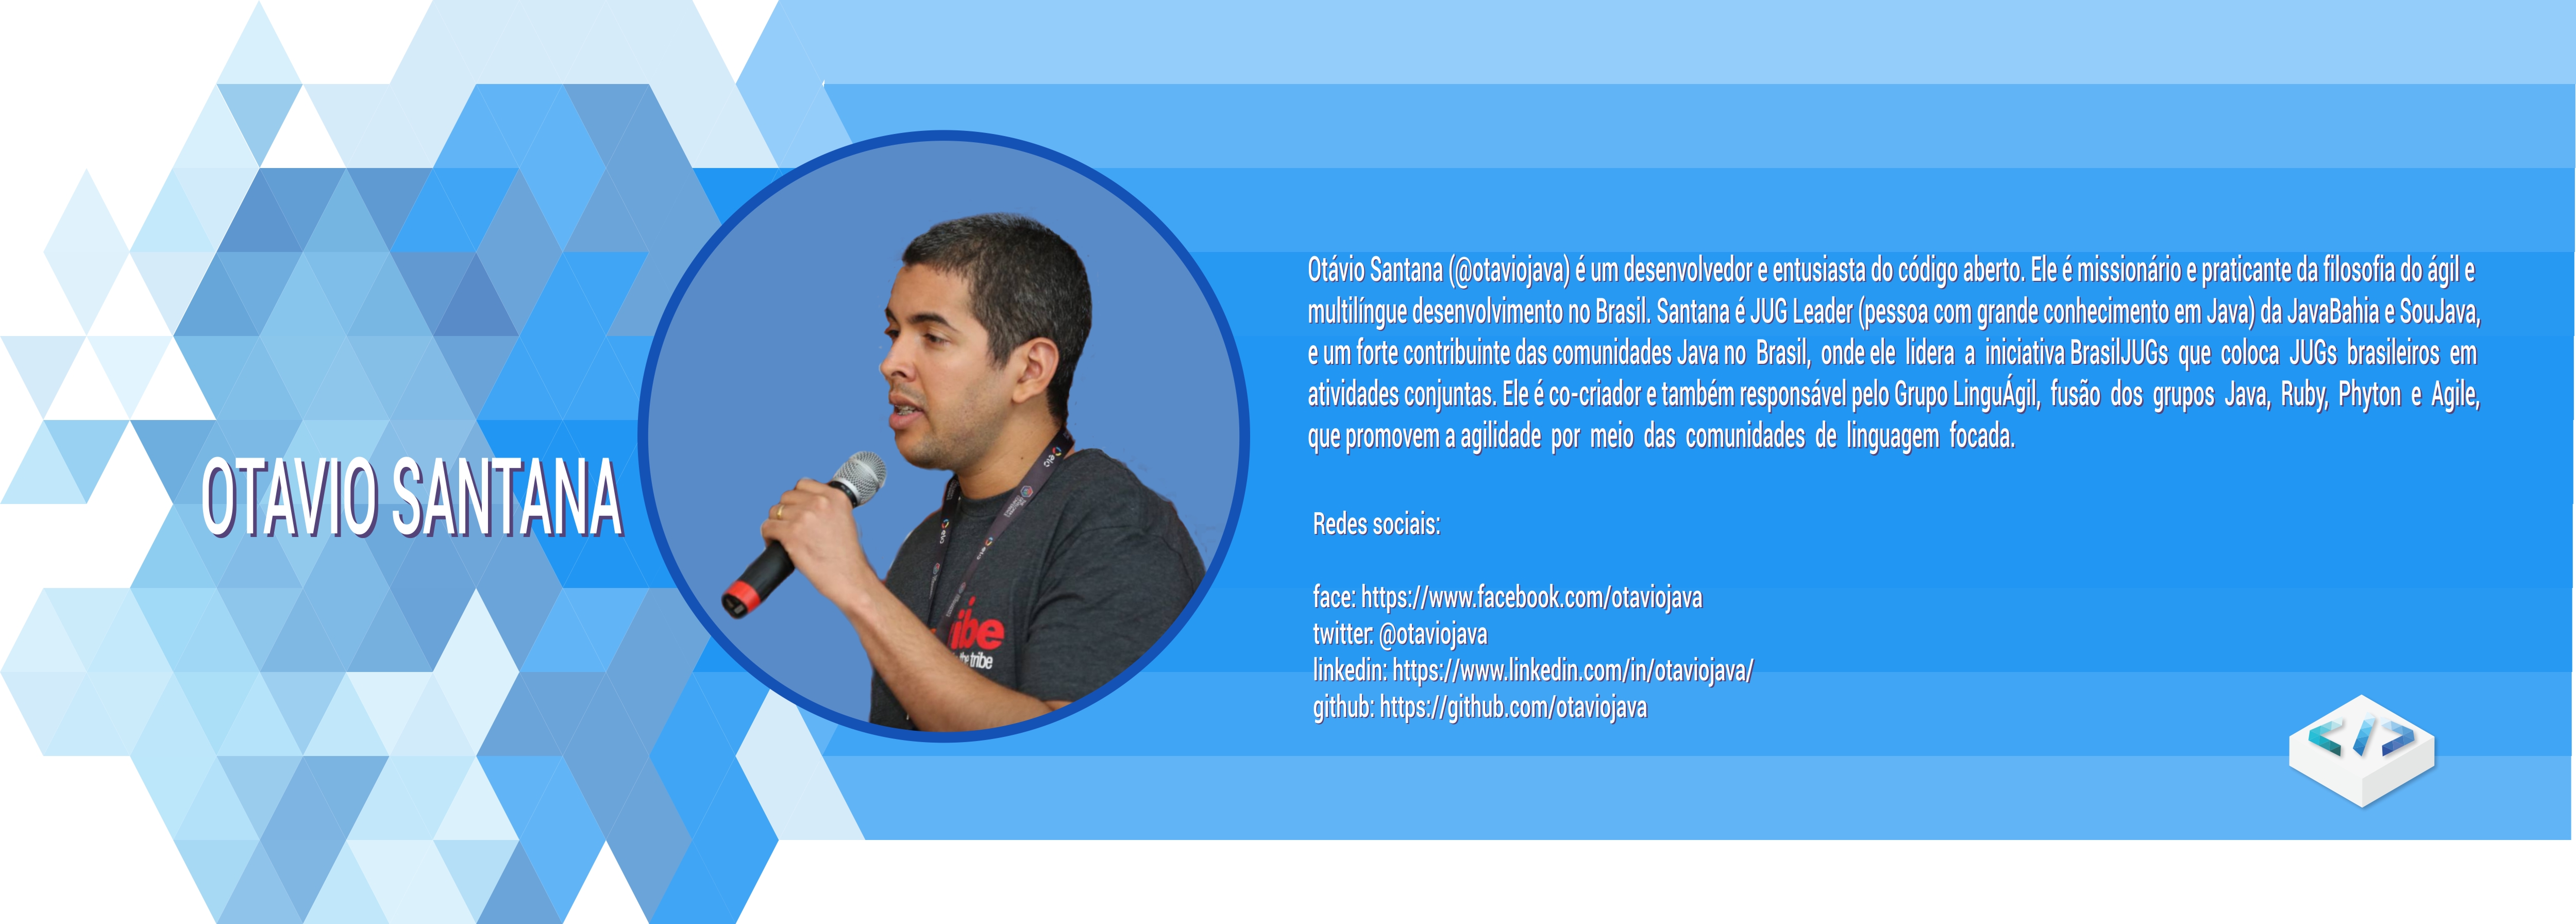 OTAVIO SANTANA
Otávio Santana (@otaviojava) é um desenvolvedor e entusiasta do código aberto. Ele é missionário e praticante da filosofia do ágil e
multilíngue desenvolvimento no Brasil. Santana é JUG Leader (pessoa com grande conhecimento em Java) da JavaBahia e SouJava,
e um forte contribuinte das comunidades Java no Brasil, onde ele lidera a iniciativa BrasilJUGs que coloca JUGs brasileiros em
atividades conjuntas. Ele é co-criador e também responsável pelo Grupo LinguÁgil, fusão dos grupos Java, Ruby, Phyton e Agile,
que promovem a agilidade por meio das comunidades de linguagem focada.
Redes sociais:
face: https://www.facebook.com/otaviojava
twitter: @otaviojava
linkedin: https://www.linkedin.com/in/otaviojava/
github: https://github.com/otaviojava
ibe
the tribe